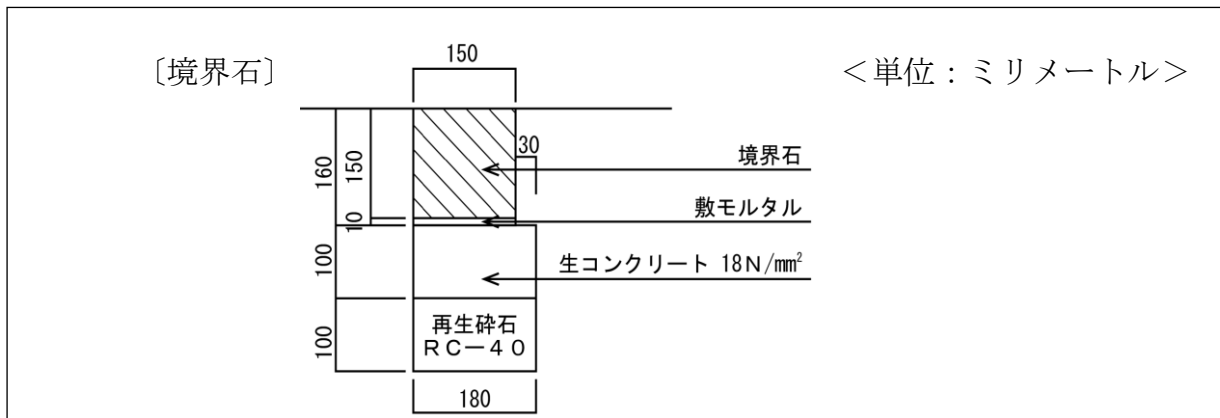 〔境界石〕
150
<単位：ミリメートル>
30
境界石
160
150
敷モルタル
10
生コンクリート 18N/mm²
100
再生砕石
RC－40
100
180